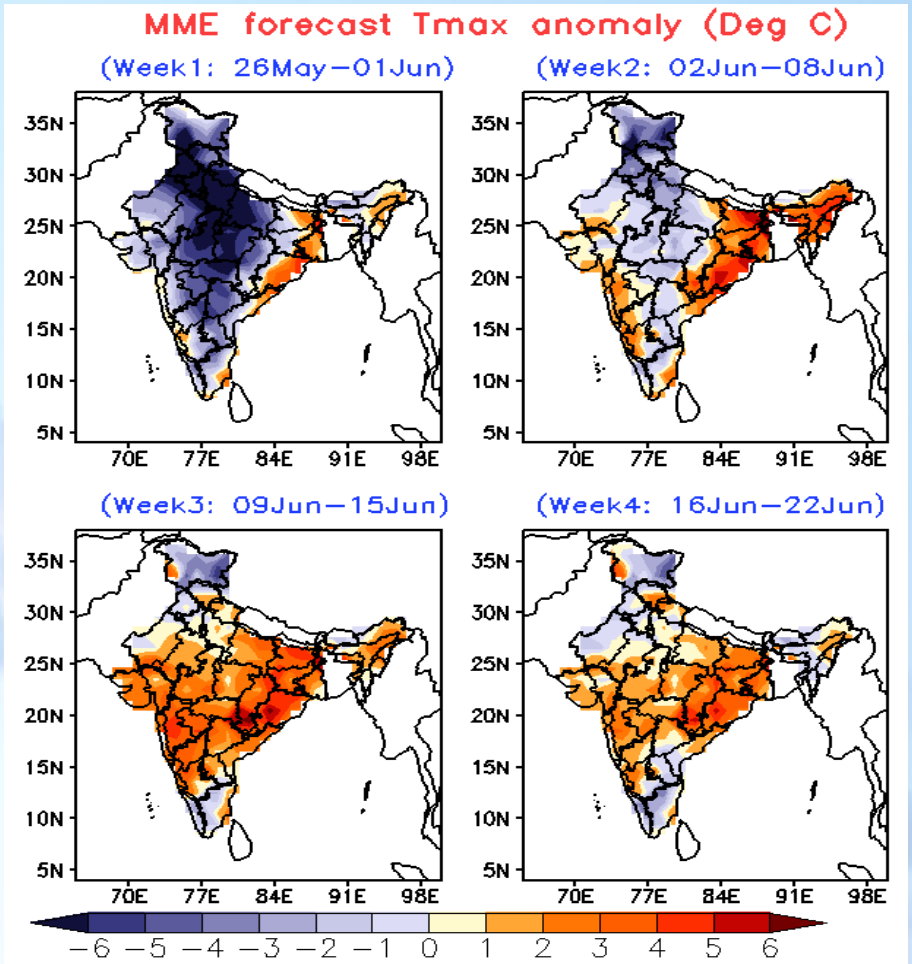 MME forecast Tmax anomaly (Deg C)
(Week1: 26May–01Jun)
(Week2: 02Jun–08Jun)
35N
30N
25N
20N
15N
10N
5N
70E 77E 84E 91E 98E
35N
30N
25N
20N
15N
10N
5N
70E 77E 84E 91E 98E
(Week3: 09Jun–15Jun)
(Week4: 16Jun–22Jun)
35N
30N
25N
20N
15N
10N
5N
70E 77E 84E 91E 98E
35N
30N
25N
20N
15N
10N
5N
70E 77E 84E 91E 98E
−6 −5 −4 −3 −2 −1 0 1 2 3 4 5 6